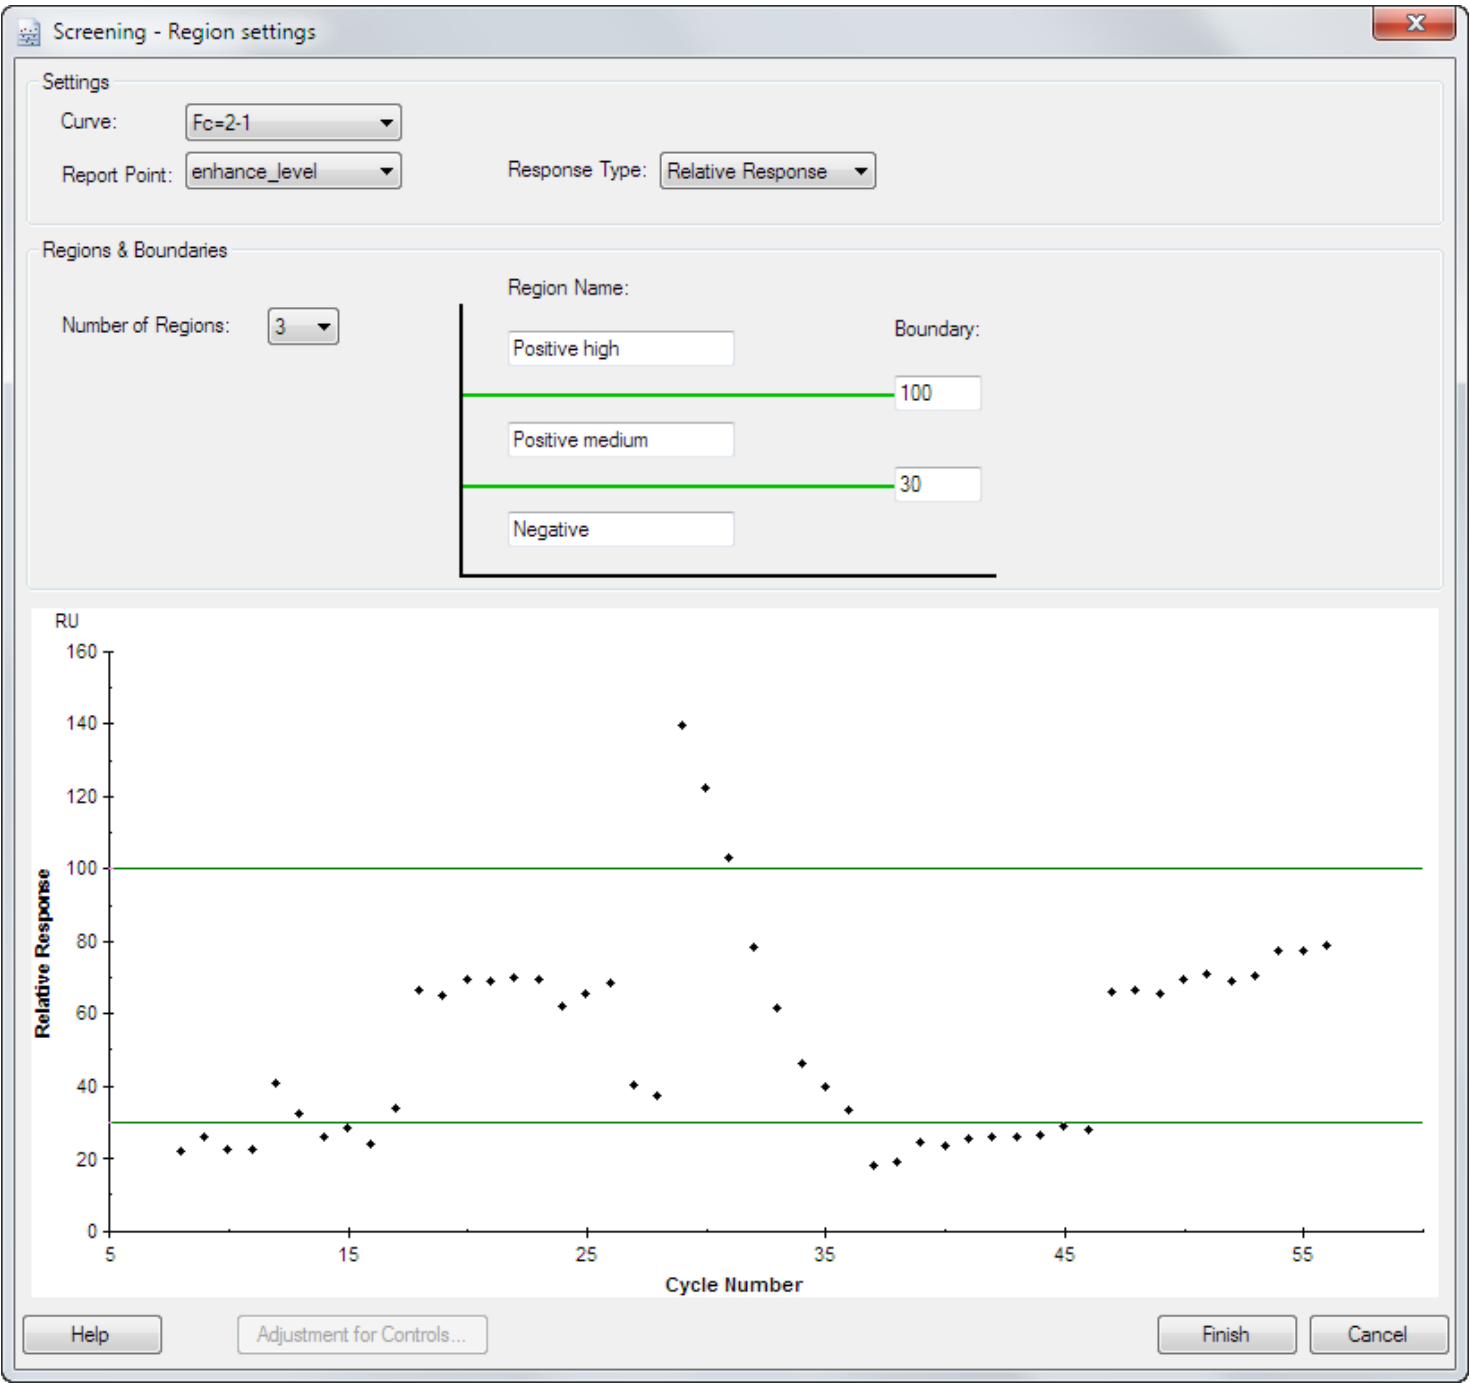 Screening - Region settings
Settings
Curve: Fc=2-1
Report Point: enhance_level Response Type: Relative Response
Regions & Boundaries
Region Name:
Number of Regions: 3 Boundary:
Positive high
100
Positive medium
30
Negative
RU
160
140
120
100
80
60
40
20
0
Relative Response
5 15 25 35 45 55
Cycle Number
Help Adjustment for Controls... Finish Cancel